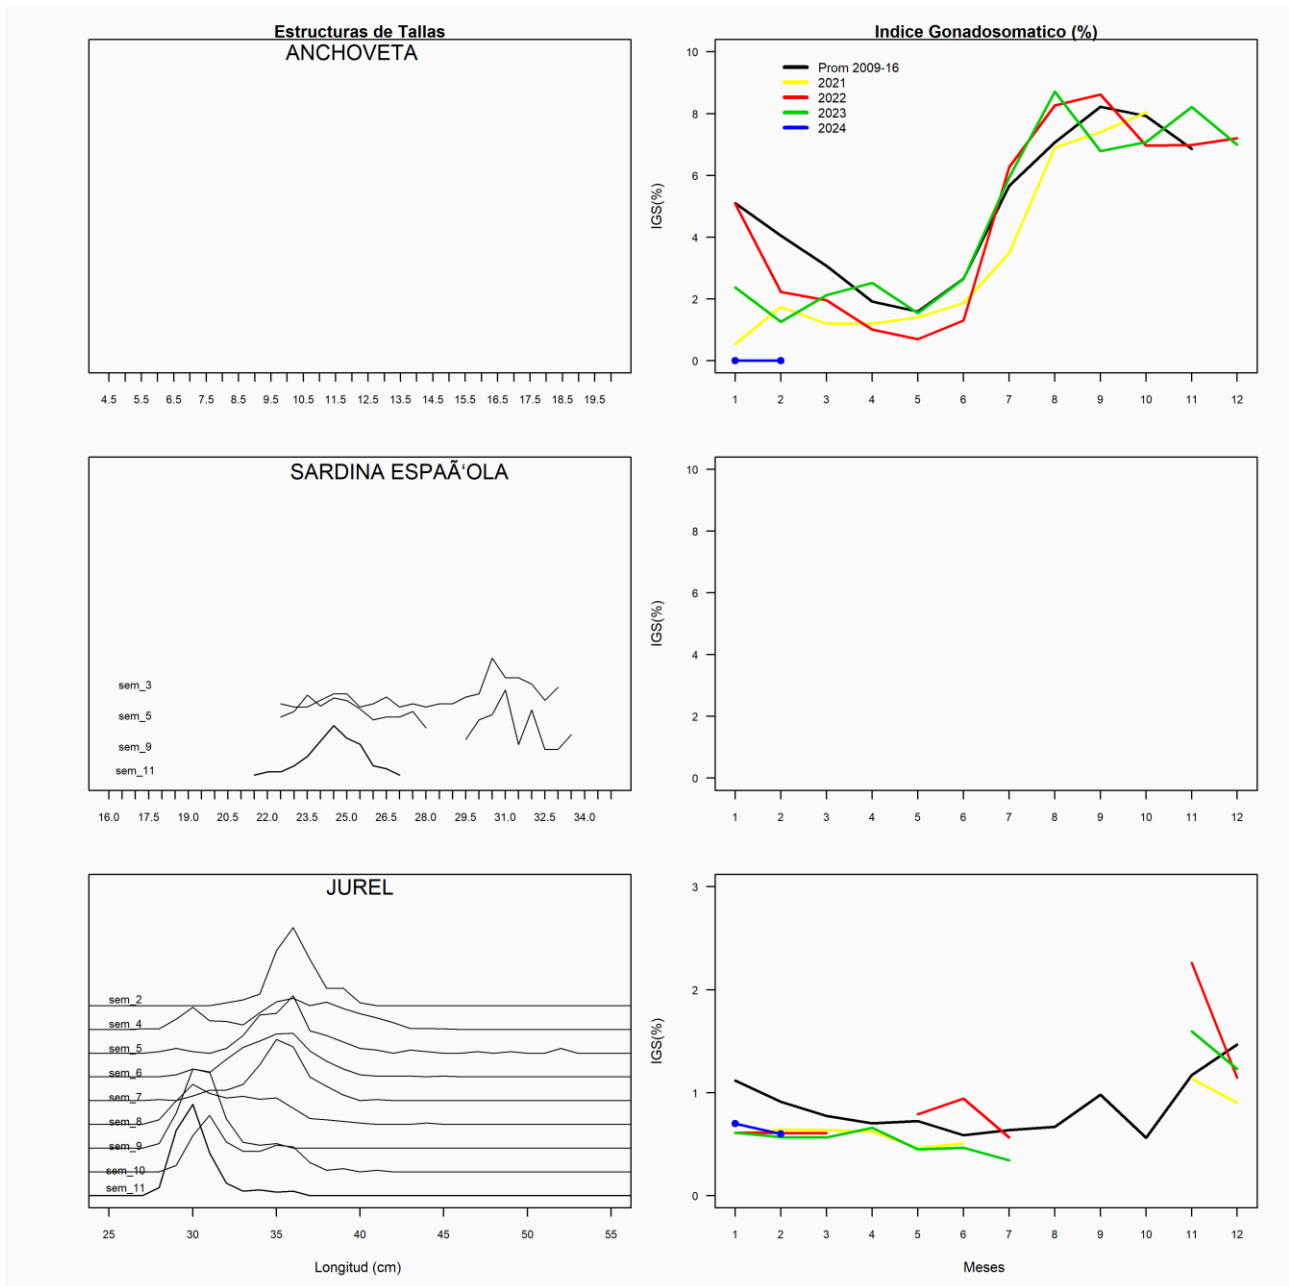 Estructuras de Tallas
ANCHOVETA
4.5 5.5 6.5 7.5 8.5 9.5 10.5 11.5 12.5 13.5 14.5 15.5 16.5 17.5 18.5 19.5
Indice Gonadosomatico (%)
Prom 2009-16
2021
2022
2023
2024
IGS(%)
10
8
6
4
2
0
1 2 3 4 5 6 7 8 9 10 11 12
SARDINA ESPAÃ‘OLA
sem_3
sem_5
sem_9
sem_11
16.0 17.5 19.0 20.5 22.0 23.5 25.0 26.5 28.0 29.5 31.0 32.5 34.0
IGS(%)
10
8
6
4
2
0
1 2 3 4 5 6 7 8 9 10 11 12
JUREL
sem_2
sem_4
sem_5
sem_6
sem_7
sem_8
sem_9
sem_10
sem_11
25 30 35 40 45 50 55
Longitud (cm)
IGS(%)
3
2
1
0
1 2 3 4 5 6 7 8 9 10 11 12
Meses